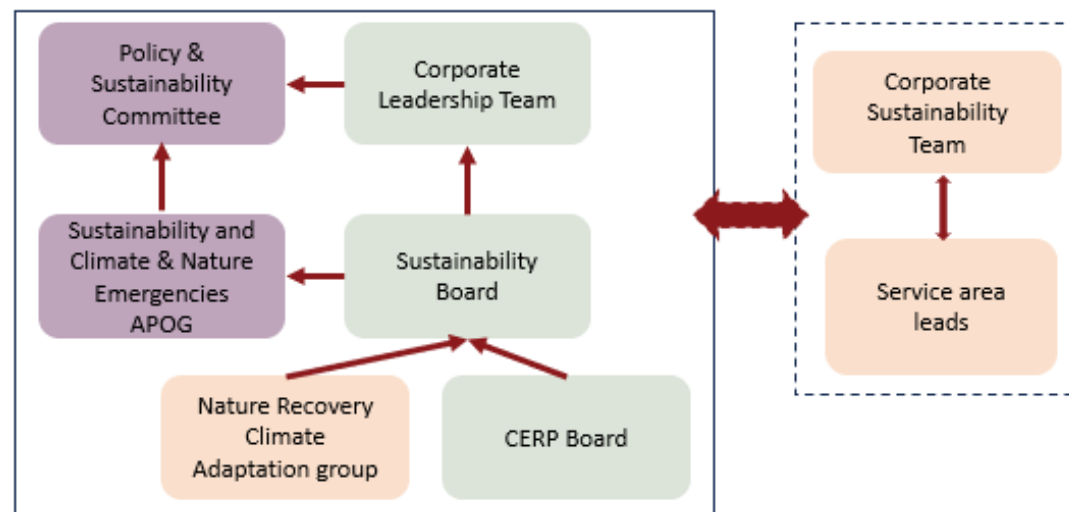 Policy &
Sustainability
Committee
Corporate
Leadership Team
Corporate
Sustainability
Team
Sustainability and
Climate & Nature
Emergencies
APOG
Sustainability
Board
Service area
leads
Nature Recovery
Climate
Adaptation group
CERP Board